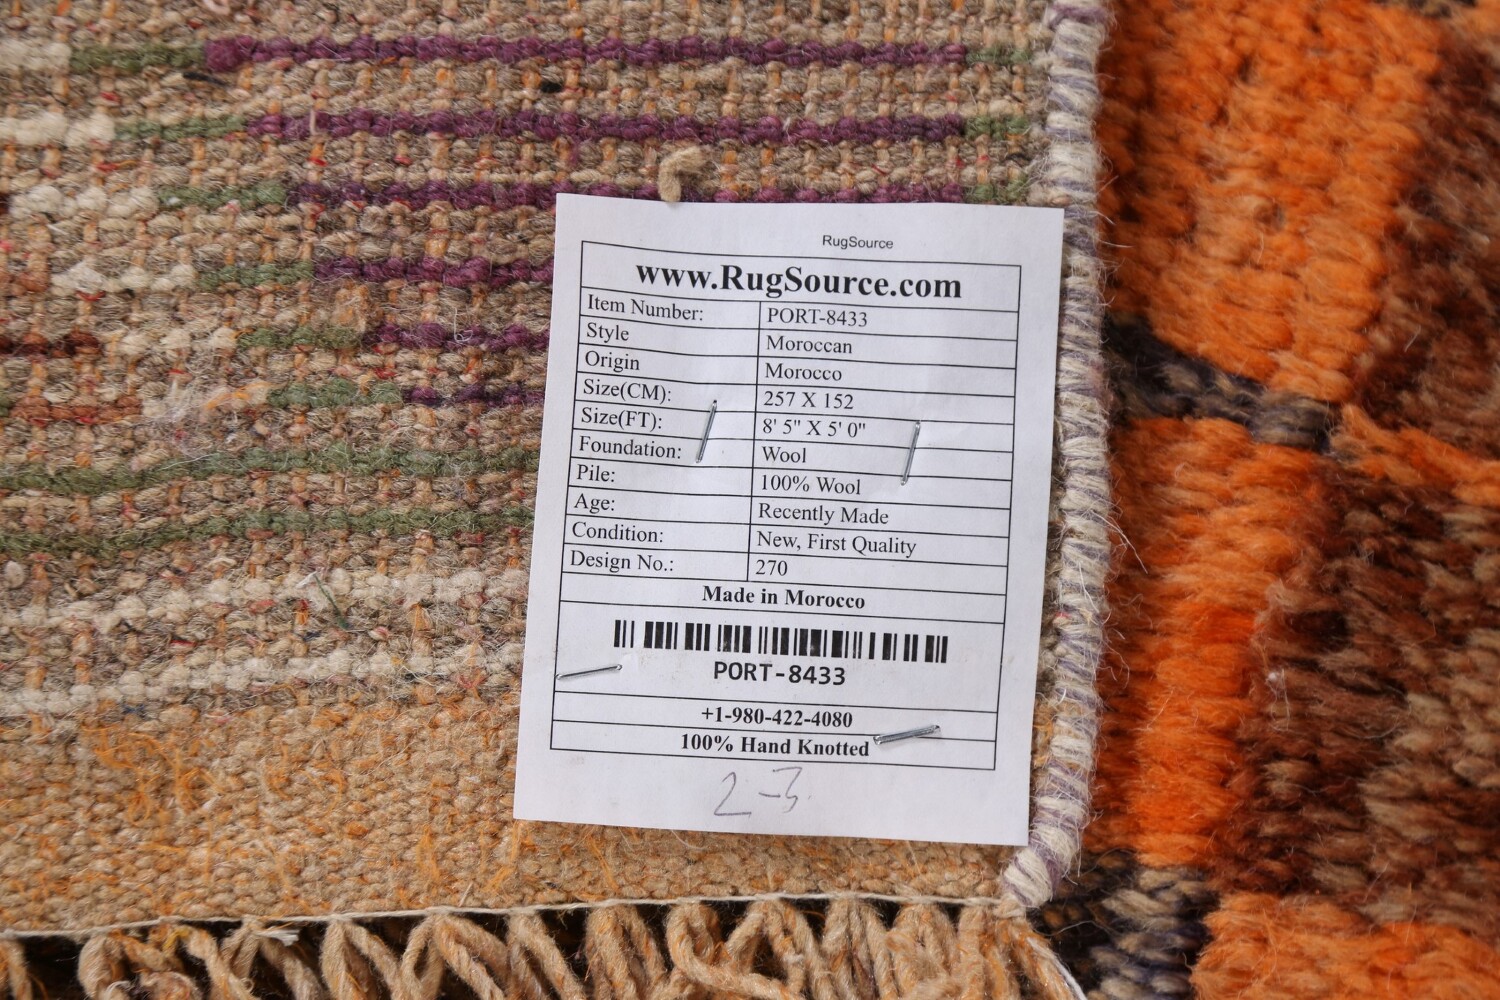 RugSource
www.RugSource.com
Item Number: PORT-8433
Style Moroccan
Origin Morocco
Size(CM): 257 X 152
Size(FT): 8' 5" X 5' 0"
Foundation: Wool
Pile: 100% Wool
Age: Recently Made
Condition: New, First Quality
Design No.: 270
Made in Morocco
PORT-8433
+1-980-422-4080
100% Hand Knotted
2-3